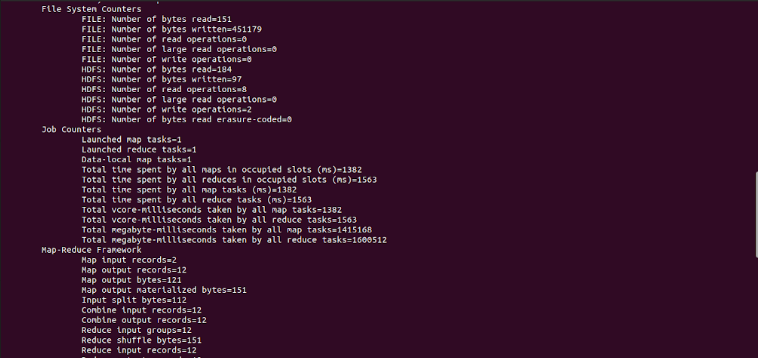 File System Counters
FILE: Number of bytes read=151
FILE: Number of bytes written=451179
FILE: Number of read operations=0
FILE: Number of large read operations=0
FILE: Number of write operations=0
HDFS: Number of bytes read=184
HDFS: Number of bytes written=97
HDFS: Number of read operations=8
HDFS: Number of large read operations=0
HDFS: Number of write operations=2
HDFS: Number of bytes read erasure-coded=0
Job Counters
Launched map tasks=1
Launched reduce tasks=1
Data-local map tasks=1
Total time spent by all maps in occupied slots (ms)=1382
Total time spent by all reduces in occupied slots (ms)=1563
Total time spent by all map tasks (ms)=1382
Total time spent by all reduce tasks (ms)=1563
Total vcore-milliseconds taken by all map tasks=1382
Total vcore-milliseconds taken by all reduce tasks=1563
Total megabyte-milliseconds taken by all map tasks=1415168
Total megabyte-milliseconds taken by all reduce tasks=1600512
Map-Reduce Framework
Map input records=2
Map output records=12
Map output bytes=121
Map output materialized bytes=151
Input split bytes=112
Combine input records=12
Combine output records=12
Reduce input groups=12
Reduce shuffle bytes=151
Reduce input records=12